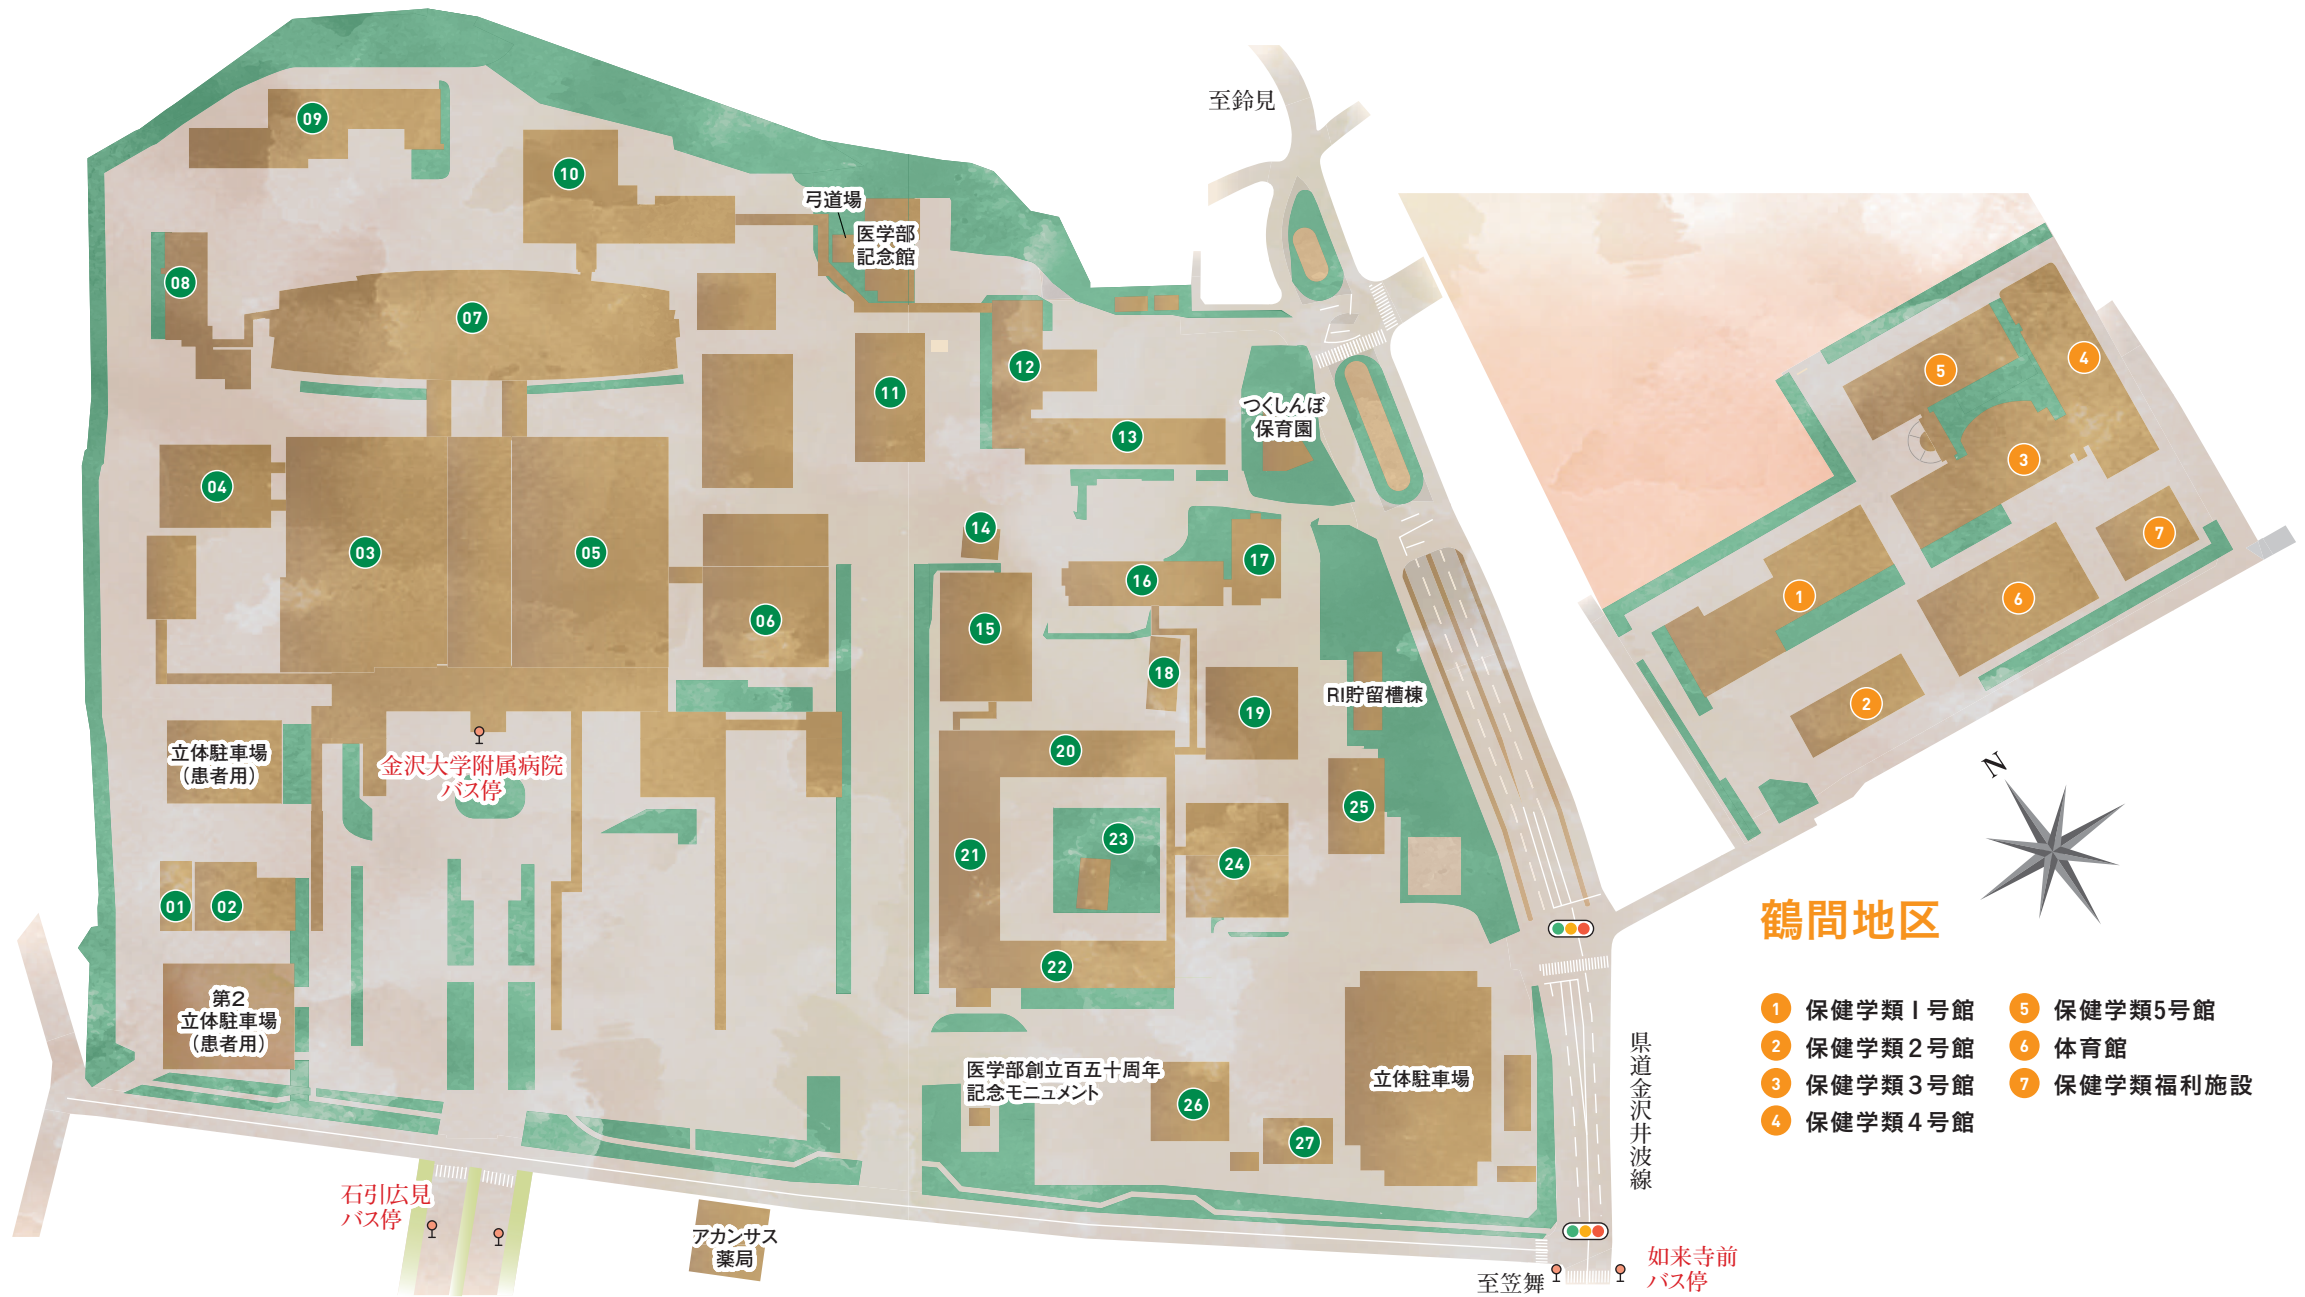 至鈴見
09
10
弓道場
医学部
記念館
08
07
12
11
13
つくしんぼ
保育園
04
03
05
06
14
15
16
17
18
19
RI貯留槽棟
立体駐車場
（患者用）
金沢大学附属病院
バス停
20
21
22
23
24
25
01
02
第2
立体駐車場
（患者用）
医学部創立百五十周年
記念モニュメント
26
27
立体駐車場
県道金沢井波線
石引広見
バス停
アカンサス
薬局
至笠舞
如来寺前
バス停
5
4
3
7
1
6
2
N
鶴間地区
1 保健学類1号館
2 保健学類2号館
3 保健学類3号館
4 保健学類4号館
5 保健学類5号館
6 体育館
7 保健学類福利施設